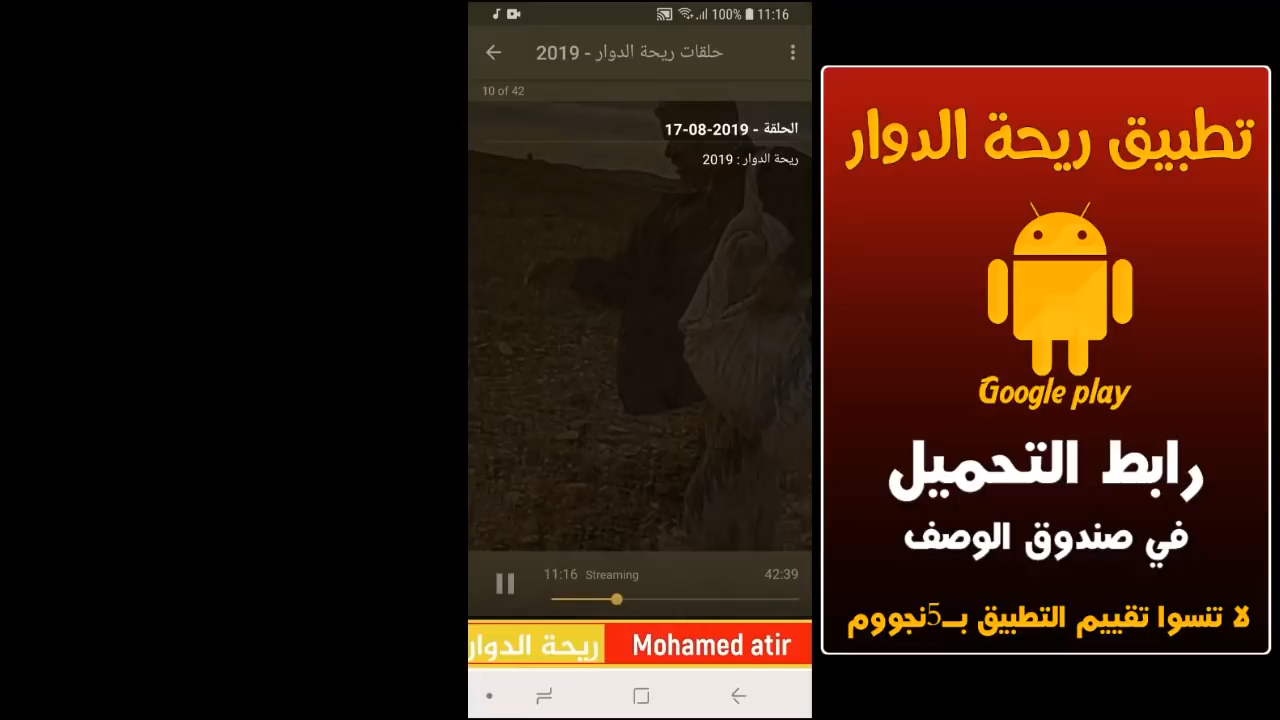 100% 11:16
حلقات ريحة الدوار - 2019
10 of 42
الحلقة - 2019-08-17
ريحة الدوار : 2019
11:16 Streaming 42:39
ريحة الدوار Mohamed atir
تطبيق ريحة الدوار
Google play
رابط التحميل
في صندوق الوصف
لا تنسوا تقييم التطبيق بــ5نجووم